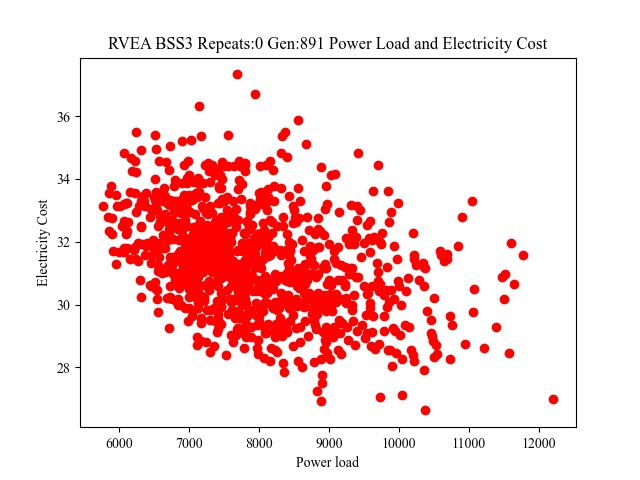 RVEA BSS3 Repeats:0 Gen:891 Power Load and Electricity Cost
36
34
32
30
28
Electricity Cost
6000 7000 8000 9000 10000 11000 12000
Power load